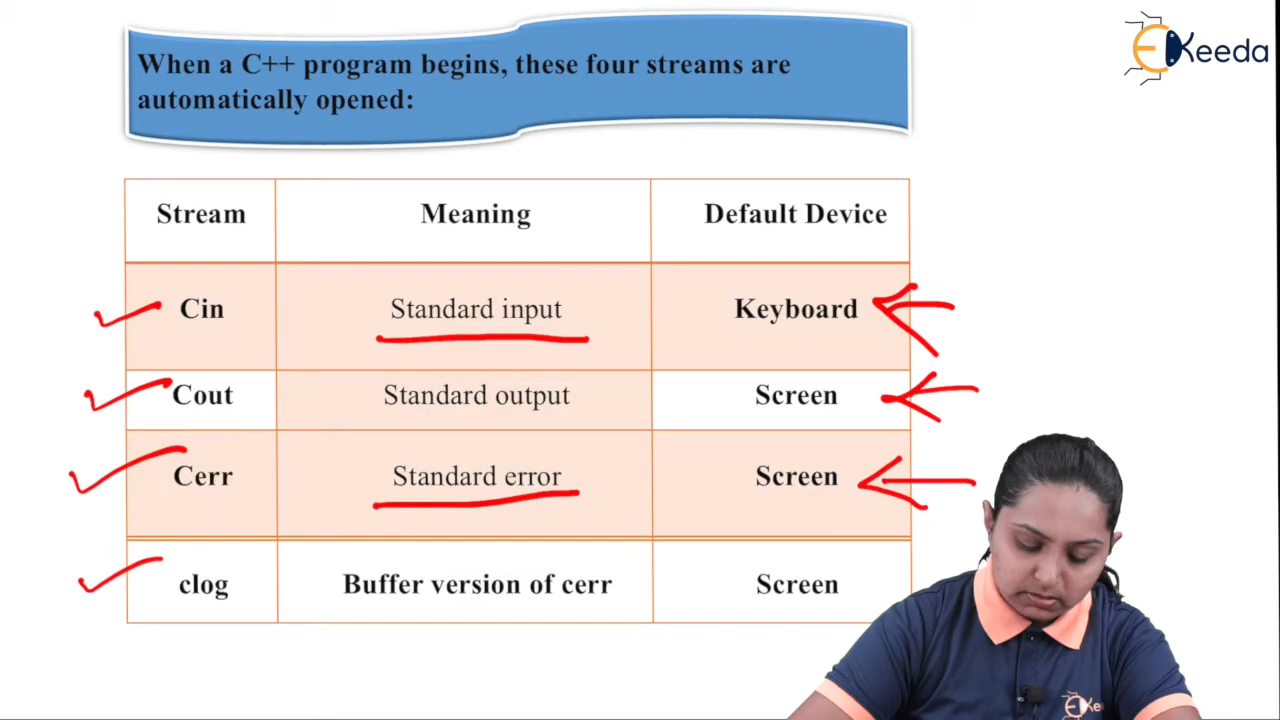 When a C++ program begins, these four streams are
automatically opened:
EKeeda
Stream Meaning Default Device
Cin Standard input Keyboard
Cout Standard output Screen
Cerr Standard error Screen
clog Buffer version of cerr Screen